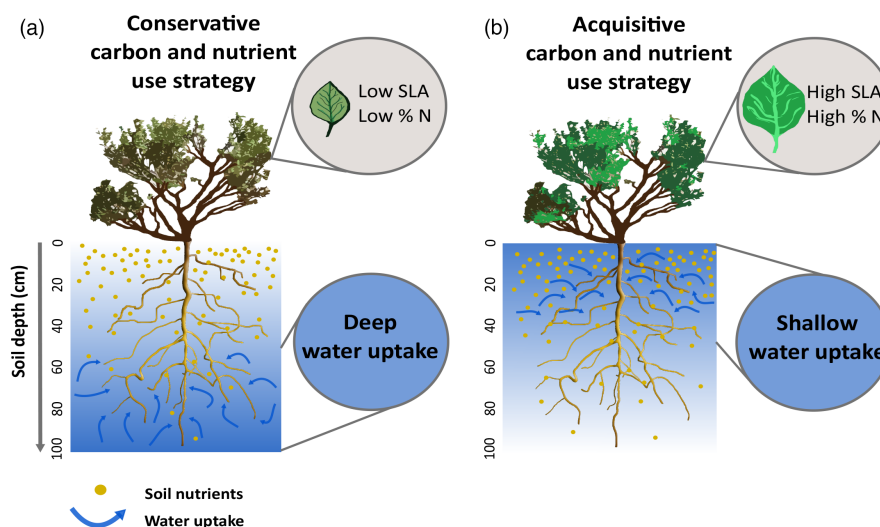 (a)
Conservative
carbon and nutrient
use strategy
Low SLA
Low % N
Soil depth (cm)
0
20
40
60
80
100
Deep
water uptake
(b)
Acquisitive
carbon and nutrient
use strategy
High SLA
High % N
0
20
40
60
80
100
Shallow
water uptake
Soil nutrients
Water uptake